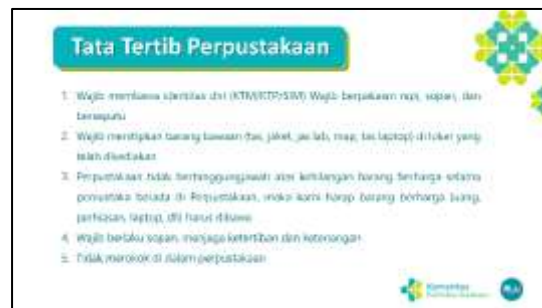 Tata Tertib Perpustakaan
1. Wajib membawa identitas diri (KTM/KTP/SIM) Wajib berpakaian rapi, sopan, dan
bersepatu
2. Wajib menitipkan barang bawaan (tas, jaket, jas lab, map, tas laptop) di loker yang
telah disediakan
3. Perpustakaan tidak bertanggungjawab atas kehilangan barang berharga selama
pemustaka berada di Perpustakaan, maka kami harap barang berharga (uang,
perhiasan, laptop, dll) harus dibawa
4. Wajib berlaku sopan, menjaga ketertiban dan ketenangan
5. Tidak merokok di dalam perpustakaan
Kemenkes